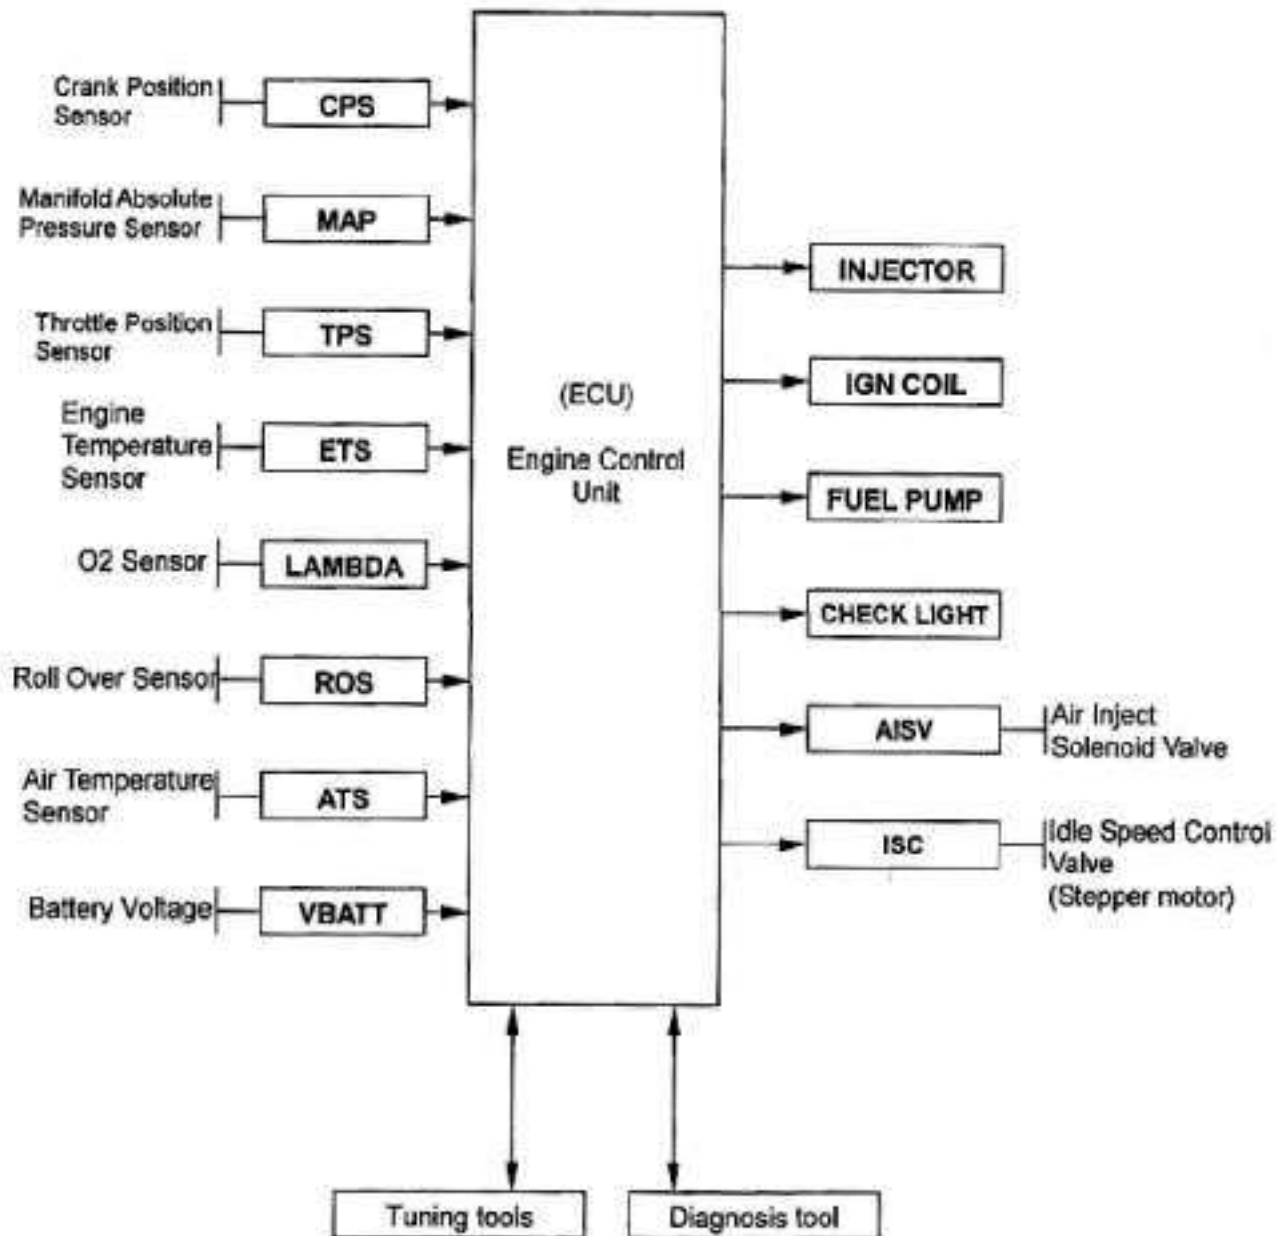 Crank Position
Sensor
CPS
Manifold Absolute
Pressure Sensor
MAP
Throttle Position
Sensor
TPS
Engine
Temperature
Sensor
ETS
O2 Sensor
LAMBDA
Roll Over Sensor
ROS
Air Temperature
Sensor
ATS
Battery Voltage
VBATT
(ECU)
Engine Control
Unit
INJECTOR
IGN COIL
FUEL PUMP
CHECK LIGHT
AISV
Air Inject
Solenoid Valve
ISC
Idle Speed Control
Valve
(Stepper motor)
Tuning tools
Diagnosis tool